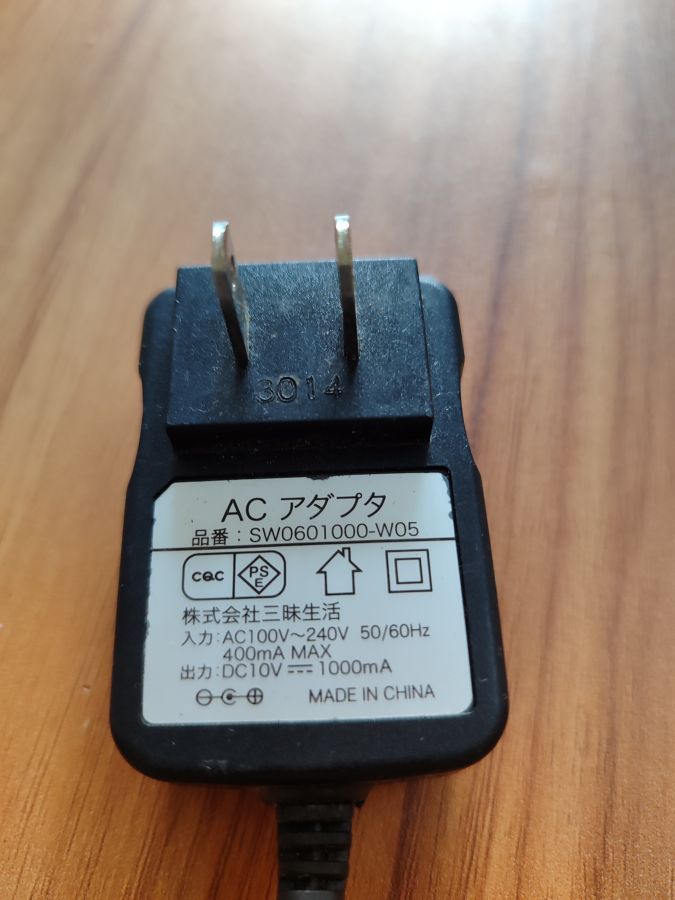 3014
AC アダプタ
品番：SW0601000-W05
CQC PSE
株式会社三昧生活
入力：AC100V～240V 50/60Hz
400mA MAX
出力：DC10V ⎓ 1000mA
MADE IN CHINA